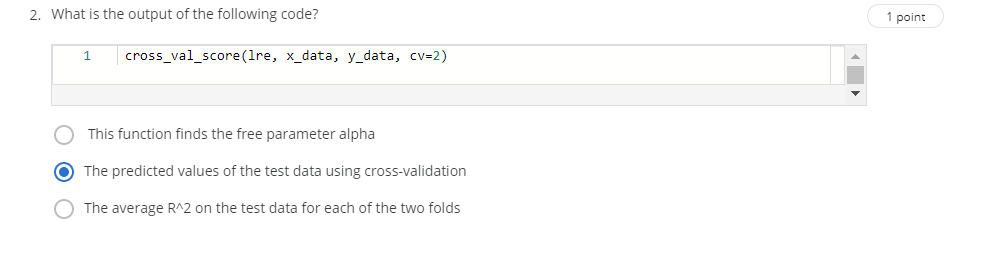 2. What is the output of the following code?
1 point
1 cross_val_score(lre, x_data, y_data, cv=2)
This function finds the free parameter alpha
The predicted values of the test data using cross-validation
The average R^2 on the test data for each of the two folds